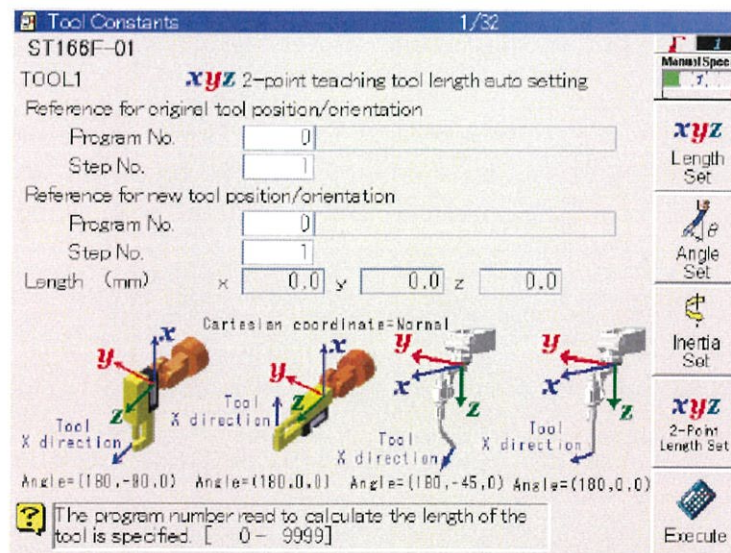 Tool Constants 1/32
ST166F-01
TOOL1 xyz 2-point teaching tool length auto setting
Reference for original tool position/orientation
Program No. 0
Step No. 1
Reference for new tool position/orientation
Program No. 0
Step No. 1
Length (mm) x 0.0 y 0.0 z 0.0
Cartesian coordinate=Normal
x y z Tool X direction
x y z Tool X direction
y x z Tool X direction
y x z Tool X direction
Angle=(180,-90,0) Angle=(180,0,0) Angle=(180,-45,0) Angle=(180,0,0)
The program number read to calculate the length of the
tool is specified. [ 0 - 9999]
1
Manual Spee
1
xyz
Length
Set
θ
Angle
Set
Inertia
Set
xyz
2-Point
Length Set
Execute